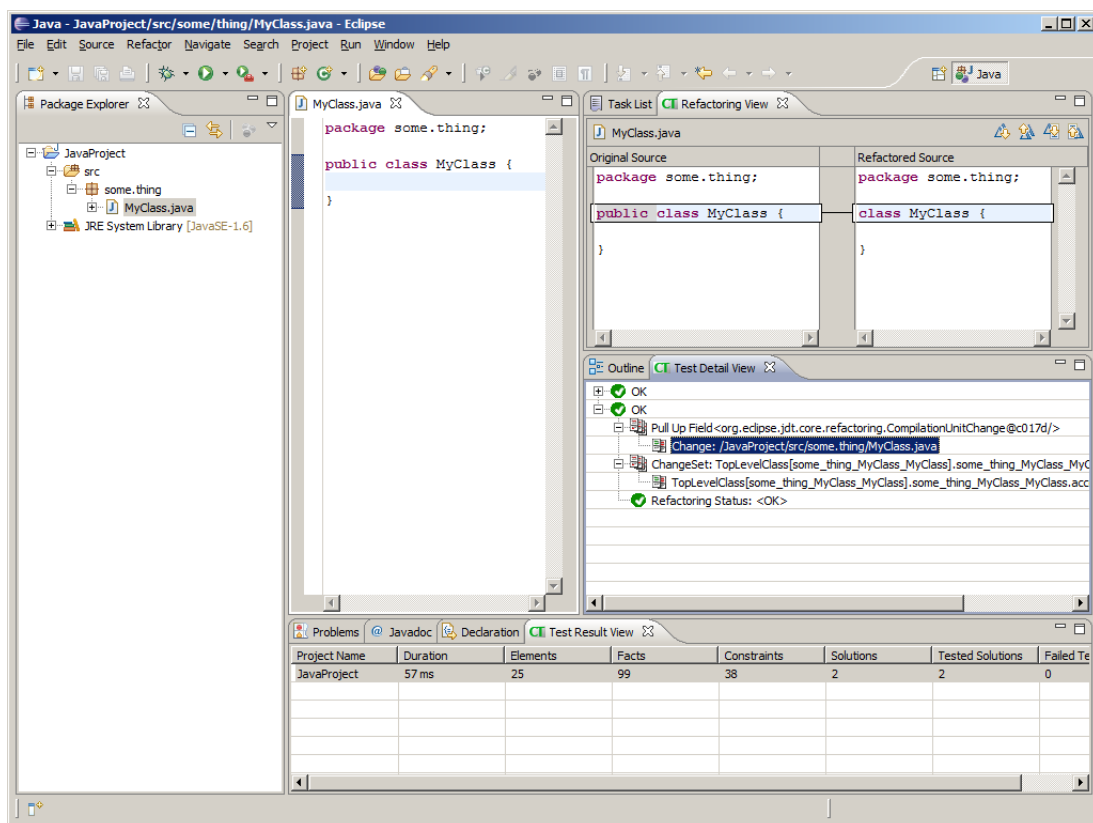 Java - JavaProject/src/some/thing/MyClass.java - Eclipse
File Edit Source Refactor Navigate Search Project Run Window Help
Java
Package Explorer
JavaProject
src
some.thing
MyClass.java
JRE System Library [JavaSE-1.6]
MyClass.java
package some.thing;
public class MyClass {
}
Task List CT Refactoring View
MyClass.java
Original Source Refactored Source
package some.thing; package some.thing;
public class MyClass { class MyClass {
} }
Outline CT Test Detail View
OK
OK
Pull Up Field<org.eclipse.jdt.core.refactoring.CompilationUnitChange@c017d/>
Change: /JavaProject/src/some.thing/MyClass.java
ChangeSet: TopLevelClass[some_thing_MyClass_MyClass].some_thing_MyClass_MyC
TopLevelClass[some_thing_MyClass_MyClass].some_thing_MyClass_MyClass.acc
Refactoring Status: <OK>
Problems @ Javadoc Declaration CT Test Result View
Project Name Duration Elements Facts Constraints Solutions Tested Solutions Failed Te
JavaProject 57 ms 25 99 38 2 2 0